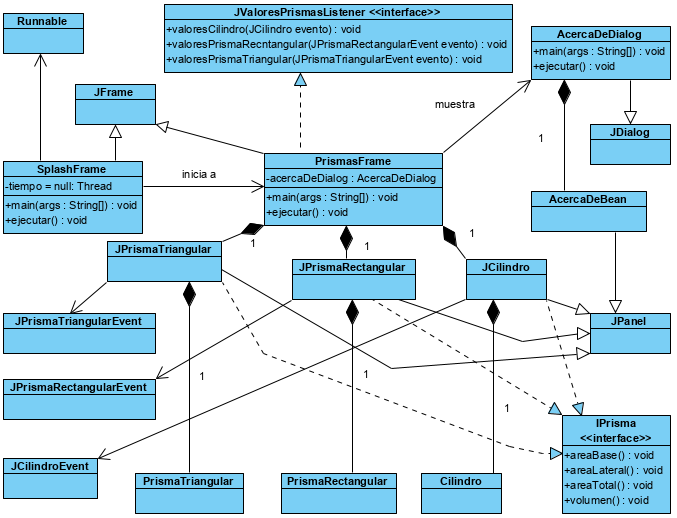 Runnable
JValoresPrismasListener <<interface>>
+valoresCilindro(JCilindro evento) : void
+valoresPrismaRecntangular(JPrismaRectangularEvent evento) : void
+valoresPrismaTriangular(JPrismaTriangularEvent evento) : void
AcercaDeDialog
+main(args : String[]) : void
+ejecutar() : void
JFrame
muestra
1
JDialog
SplashFrame
-tiempo = null: Thread
+main(args : String[]) : void
+ejecutar() : void
inicia a
PrismasFrame
-acercaDeDialog : AcercaDeDialog
+main(args : String[]) : void
+ejecutar() : void
AcercaDeBean
1
1
1
JPrismaTriangular
JPrismaRectangular
JCilindro
JPrismaTriangularEvent
JPanel
JPrismaRectangularEvent
1
1
1
JCilindroEvent
PrismaTriangular
PrismaRectangular
Cilindro
IPrisma
<<interface>>
+areaBase() : void
+areaLateral() : void
+areaTotal() : void
+volumen() : void